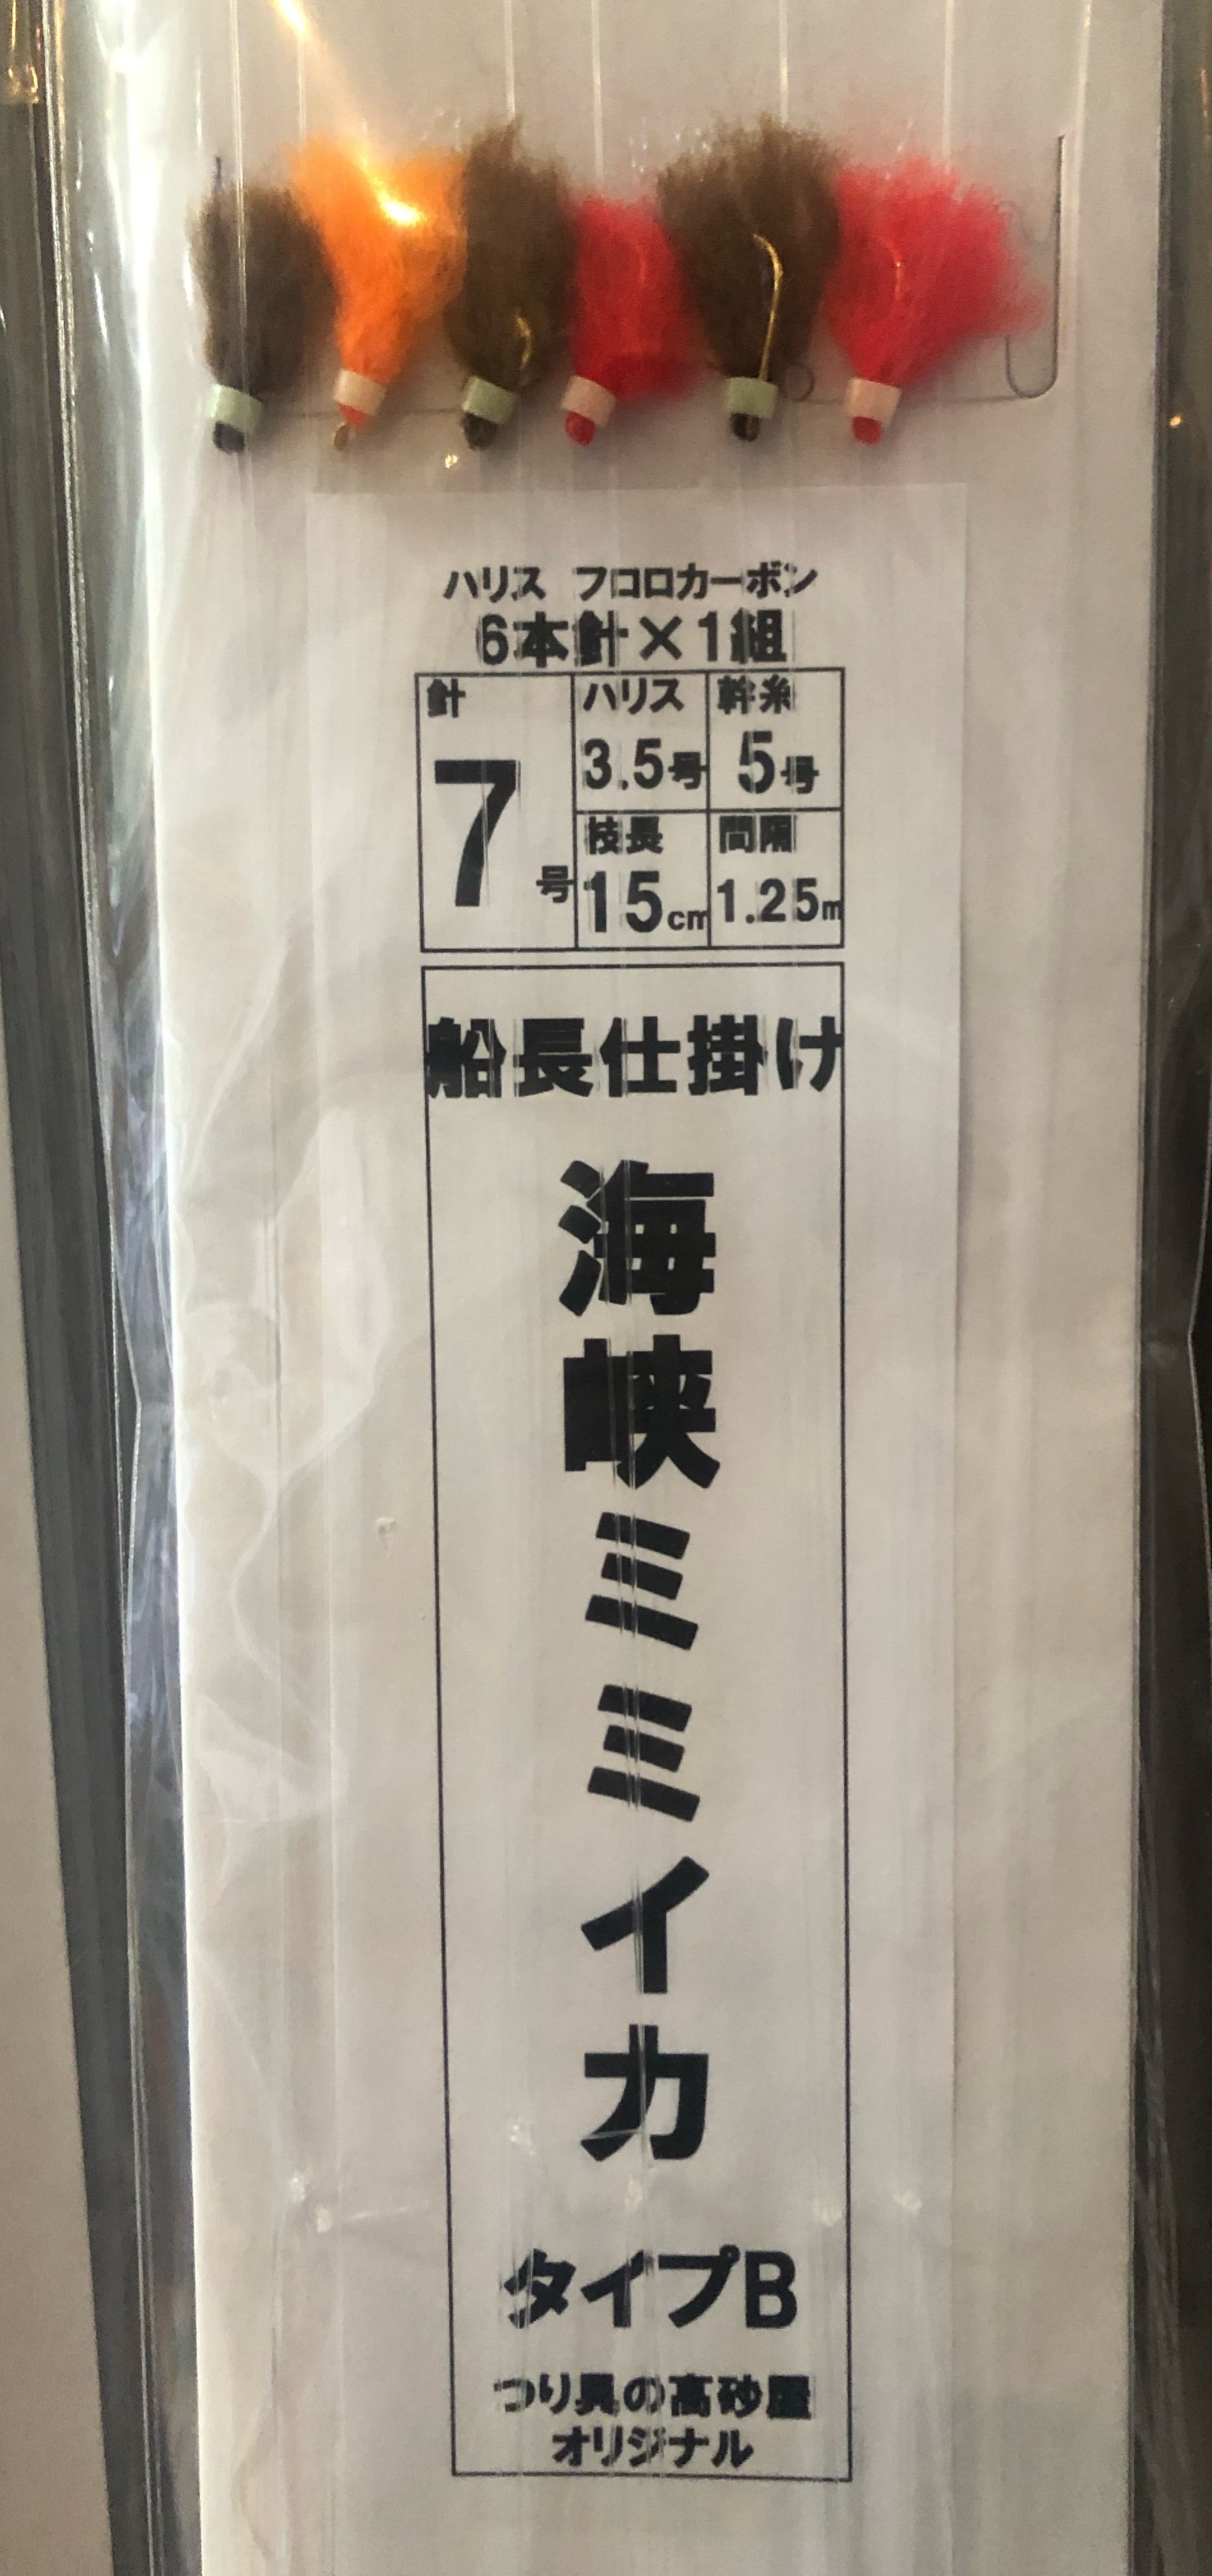 ハリス フロロカーボン
6本針×1組
針
7号
ハリス
3.5号
幹糸
5号
枝長
15cm
間隔
1.25m
船長仕掛け
海峡ミミイカ
タイプB
つり具の高砂屋
オリジナル